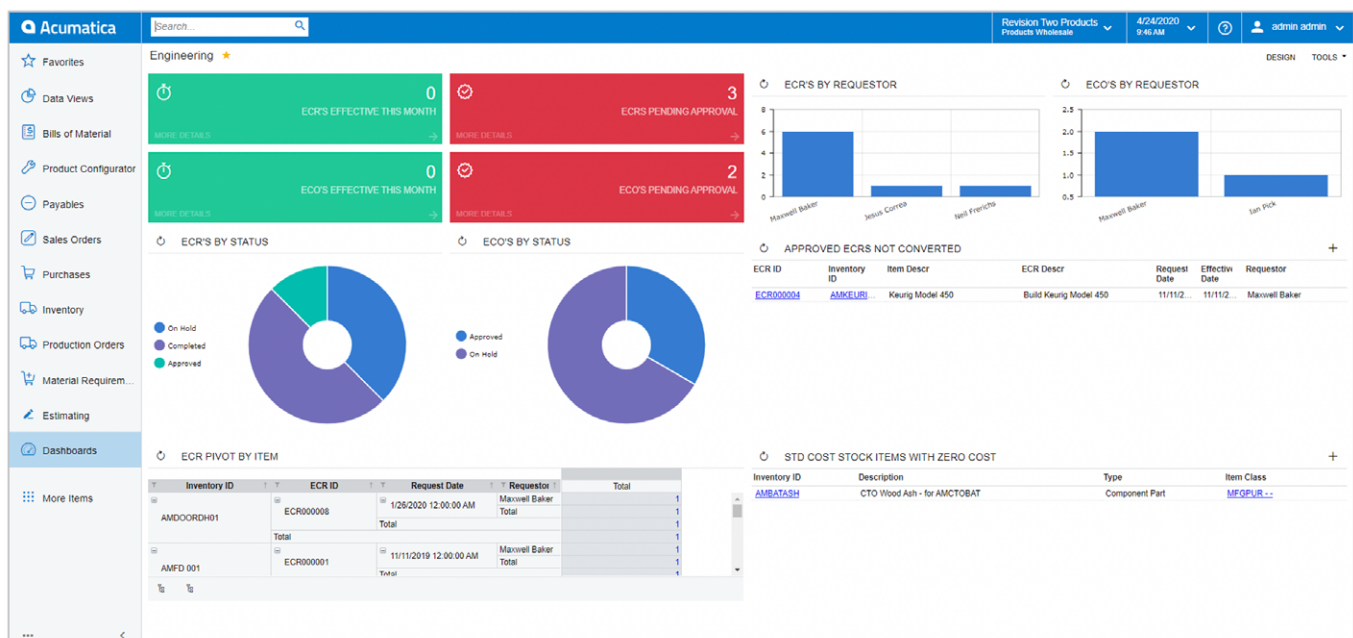 Acumatica
Search...
Revision Two Products
Products Wholesale
4/24/2020
9:46 AM
admin admin
Favorites
Data Views
Bills of Material
Product Configurator
Payables
Sales Orders
Purchases
Inventory
Production Orders
Material Requirem...
Estimating
Dashboards
More Items
Engineering
DESIGN TOOLS
0
ECR'S EFFECTIVE THIS MONTH
MORE DETAILS
3
ECRS PENDING APPROVAL
MORE DETAILS
0
ECO'S EFFECTIVE THIS MONTH
MORE DETAILS
2
ECO'S PENDING APPROVAL
MORE DETAILS
ECR'S BY REQUESTOR
8
6
4
2
0
Maxwell Baker
Jesus Correa
Neil Frerichs
ECO'S BY REQUESTOR
2.5
2.0
1.5
1.0
0.5
Maxwell Baker
Ian Pick
ECR'S BY STATUS
On Hold
Completed
Approved
ECO'S BY STATUS
Approved
On Hold
APPROVED ECRS NOT CONVERTED
ECR ID Inventory ID Item Descr ECR Descr Request Date Effectiv Date Requestor
ECR000004 AMKEURI... Keurig Model 450 Build Keurig Model 450 11/11/2... 11/11/2... Maxwell Baker
ECR PIVOT BY ITEM
Inventory ID ECR ID Request Date Requestor Total
AMDOORDH01 ECR000008 1/26/2020 12:00:00 AM Maxwell Baker 1
Total 1
Total 1
Total 1
AMFD 001 ECR000001 11/11/2019 12:00:00 AM Maxwell Baker 1
Total 1
Total 1
STD COST STOCK ITEMS WITH ZERO COST
Inventory ID Description Type Item Class
AMBATASH CTO Wood Ash - for AMCTOBAT Component Part MFGPUR - -